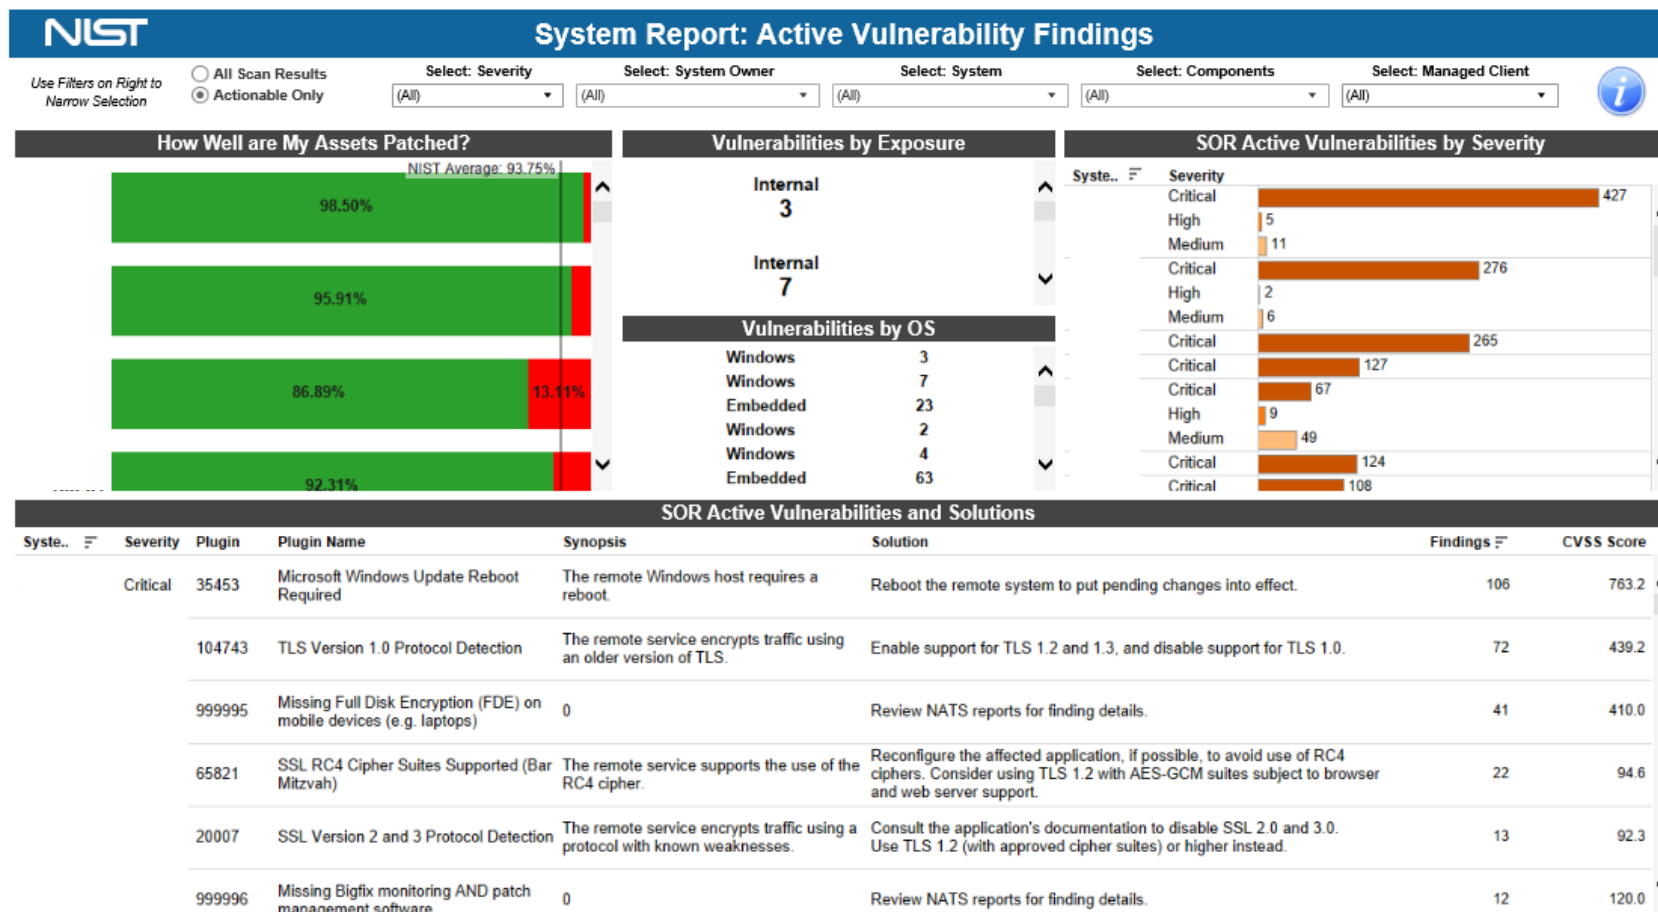 NIST
System Report: Active Vulnerability Findings
Use Filters on Right to
Narrow Selection
All Scan Results
Actionable Only
Select: Severity
(All)
Select: System Owner
(All)
Select: System
(All)
Select: Components
(All)
Select: Managed Client
(All)
i
How Well are My Assets Patched?
NIST Average: 93.75%
98.50%
95.91%
86.89% 13.11%
92.31%
Vulnerabilities by Exposure
Internal
3
Internal
7
Vulnerabilities by OS
Windows 3
Windows 7
Embedded 23
Windows 2
Windows 4
Embedded 63
SOR Active Vulnerabilities by Severity
Syste.. Severity
Critical 427
High 5
Medium 11
Critical 276
High 2
Medium 6
Critical 265
Critical 127
Critical 67
High 9
Medium 49
Critical 124
Critical 108
SOR Active Vulnerabilities and Solutions
Syste.. Severity Plugin Plugin Name Synopsis Solution Findings CVSS Score
Critical 35453 Microsoft Windows Update Reboot
Required
The remote Windows host requires a
reboot.
Reboot the remote system to put pending changes into effect. 106 763.2
104743 TLS Version 1.0 Protocol Detection
The remote service encrypts traffic using
an older version of TLS.
Enable support for TLS 1.2 and 1.3, and disable support for TLS 1.0. 72 439.2
999995 Missing Full Disk Encryption (FDE) on
mobile devices (e.g. laptops)
0
Review NATS reports for finding details. 41 410.0
65821 SSL RC4 Cipher Suites Supported (Bar
Mitzvah)
The remote service supports the use of the
RC4 cipher.
Reconfigure the affected application, if possible, to avoid use of RC4
ciphers. Consider using TLS 1.2 with AES-GCM suites subject to browser
and web server support.
22 94.6
20007 SSL Version 2 and 3 Protocol Detection
The remote service encrypts traffic using a
protocol with known weaknesses.
Consult the application's documentation to disable SSL 2.0 and 3.0.
Use TLS 1.2 (with approved cipher suites) or higher instead.
13 92.3
999996 Missing Bigfix monitoring AND patch
management software
0
Review NATS reports for finding details. 12 120.0